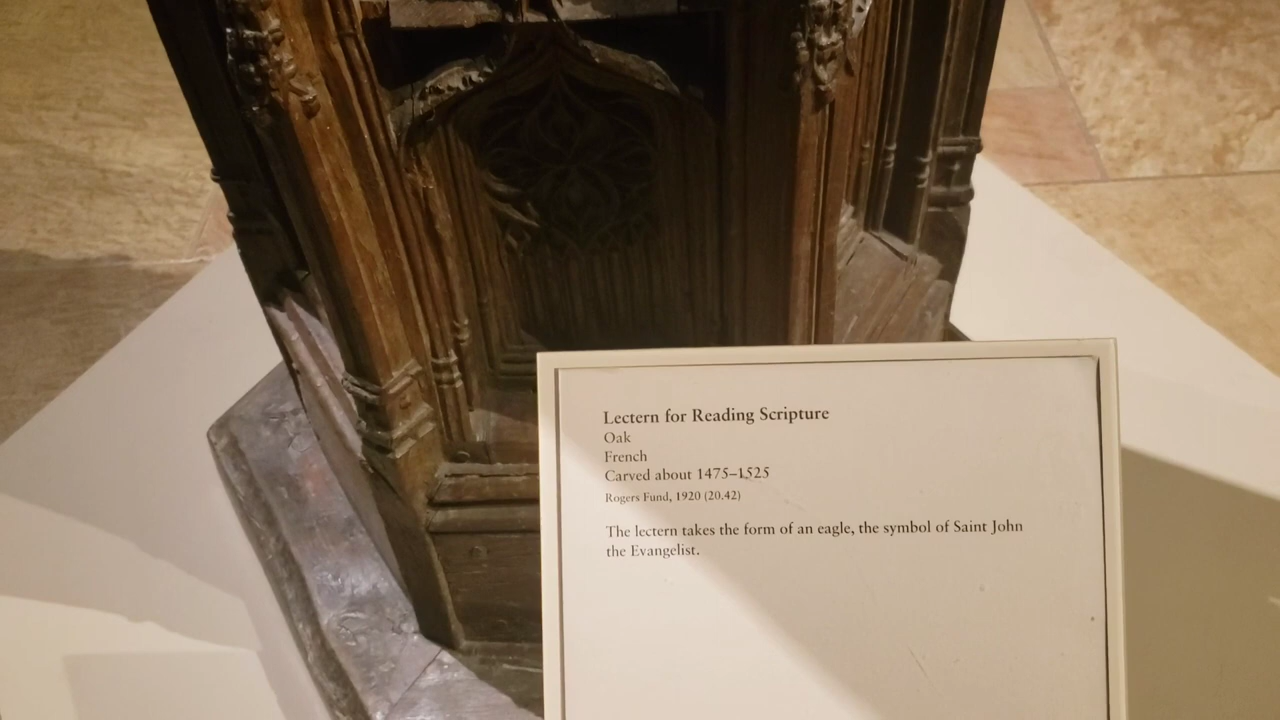 Lectern for Reading Scripture
Oak
French
Carved about 1475–1525
Rogers Fund, 1920 (20.42)
The lectern takes the form of an eagle, the symbol of Saint John
the Evangelist.